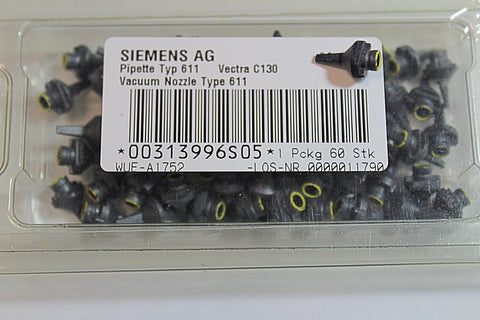 SIEMENS AG
Pipette Typ 611 Vectra C130
Vacuum Nozzle Type 611
*00313996S05* 1 Pckg 60 Stk
WUE-A1752 -LOS-NR 0000011790